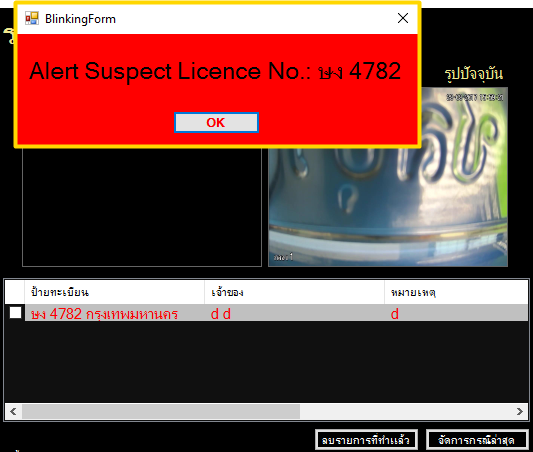 BlinkingForm
Alert Suspect Licence No.: ษง 4782
OK
รูปปัจจุบัน
ป้ายทะเบียน เจ้าของ หมายเหตุ
ษง 4782 กรุงเทพมหานคร d d d
ลบรายการที่ทำแล้ว จัดการกรณีล่าสุด